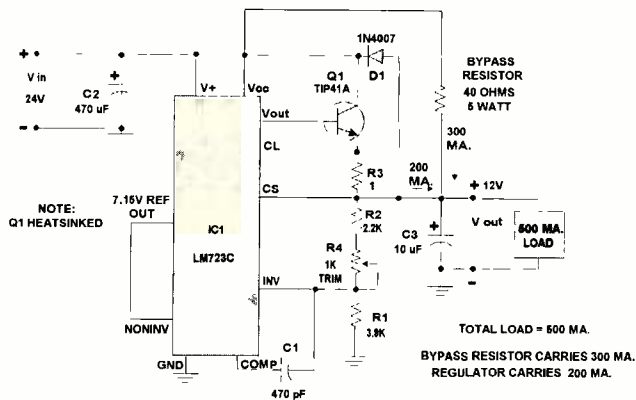 1N4007
D1
Q1
TIP41A
BYPASS
RESISTOR
40 OHMS
5 WATT
300
MA.
+
V in
24V
-
+
C2
470 uF
V+
Vcc
Vout
CL
CS
R3
1
200
MA.
+ 12V
V out
-
500 MA.
LOAD
NOTE:
Q1 HEATSINKED
7.15V REF
OUT
IC1
LM723C
R2
2.2K
R4
1K
TRIM
+
C3
10 uF
INV
R1
3.9K
NONINV
GND
COMP
C1
470 pF
TOTAL LOAD = 500 MA.
BYPASS RESISTOR CARRIES 300 MA.
REGULATOR CARRIES 200 MA.